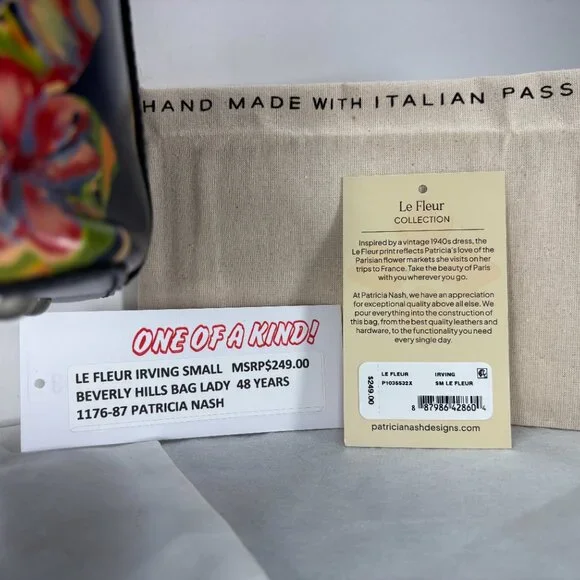 HAND MADE WITH ITALIAN PASS
Le Fleur
COLLECTION
Inspired by a vintage 1940s dress, the
Le Fleur print reflects Patricia's love of the
Parisian flower markets she visits on her
trips to France. Take the beauty of Paris
with you wherever you go.
At Patricia Nash, we have an appreciation
for exceptional quality above all else. We
pour everything into the construction of
this bag, from the best quality leathers and
hardware, to the functionality you need
every single day.
$249.00
LE FLEUR IRVING
P1035532X SM LE FLEUR
8 87986 42860 4
patricianashdesigns.com
ONE OF A KIND!
LE FLEUR IRVING SMALL MSRP$249.00
BEVERLY HILLS BAG LADY 48 YEARS
1176-87 PATRICIA NASH